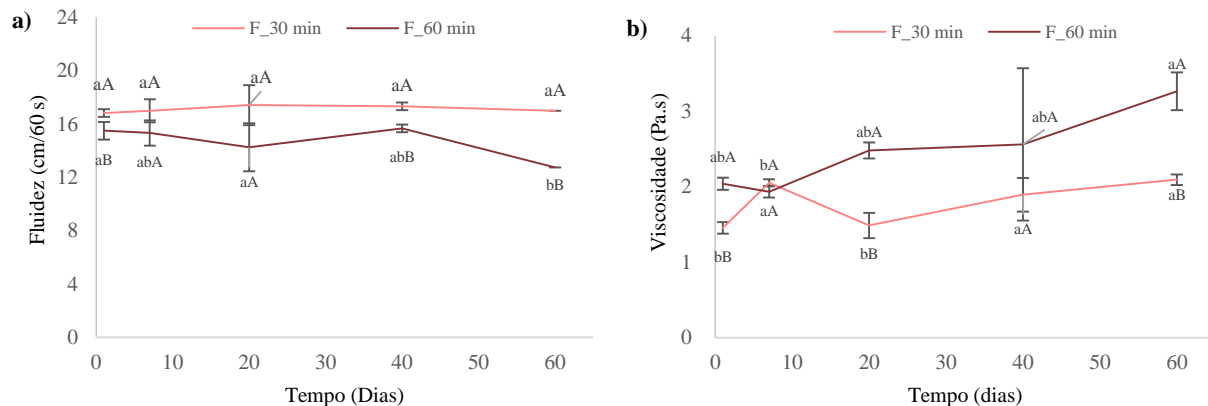 a)
F_30 min F_60 min
Fluidez (cm/60 s)
24
20
16
12
8
4
0
aA aA aA aA aA
aB abA aA abB bB
0 10 20 30 40 50 60
Tempo (Dias)
b)
F_30 min F_60 min
Viscosidade (Pa.s)
4
3
2
1
0
abA bA abA abA aA
bB aA bB aA aB
0 10 20 30 40 50 60
Tempo (dias)